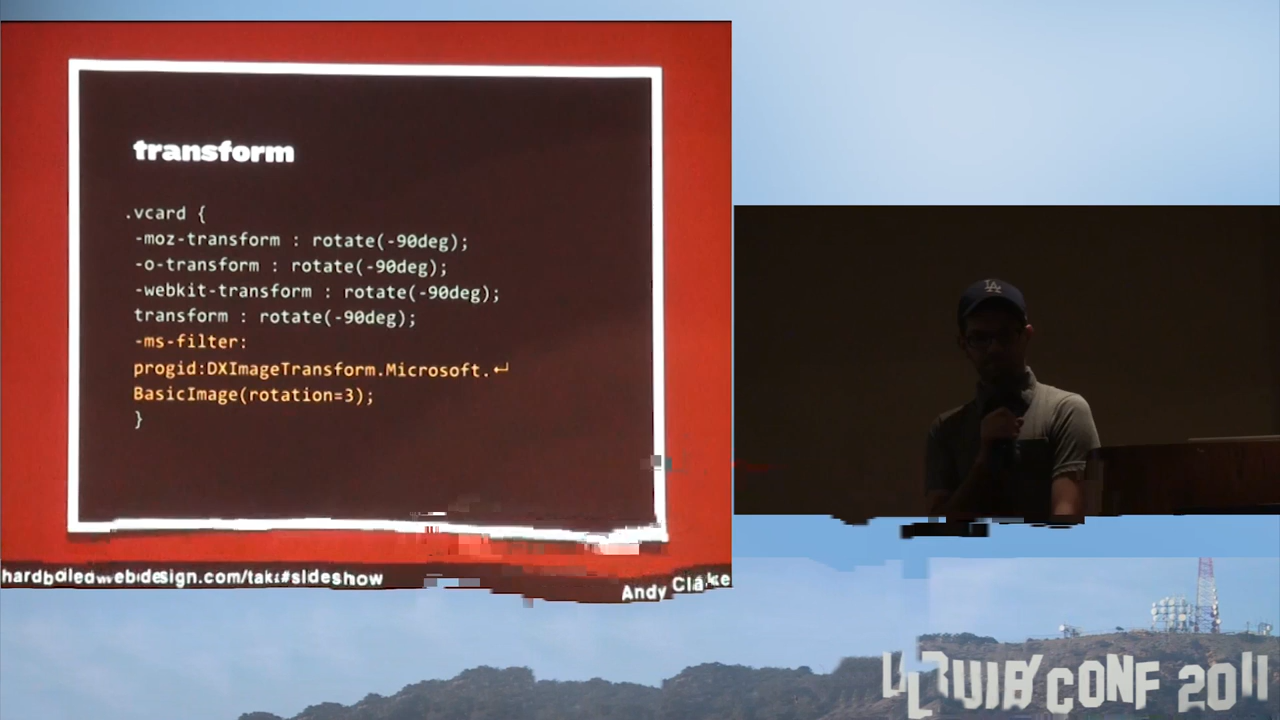 transform
.vcard {
-moz-transform : rotate(-90deg);
-o-transform : rotate(-90deg);
-webkit-transform : rotate(-90deg);
transform : rotate(-90deg);
-ms-filter:
progid:DXImageTransform.Microsoft.↵
BasicImage(rotation=3);
}
Andy
LA
CONF 2011